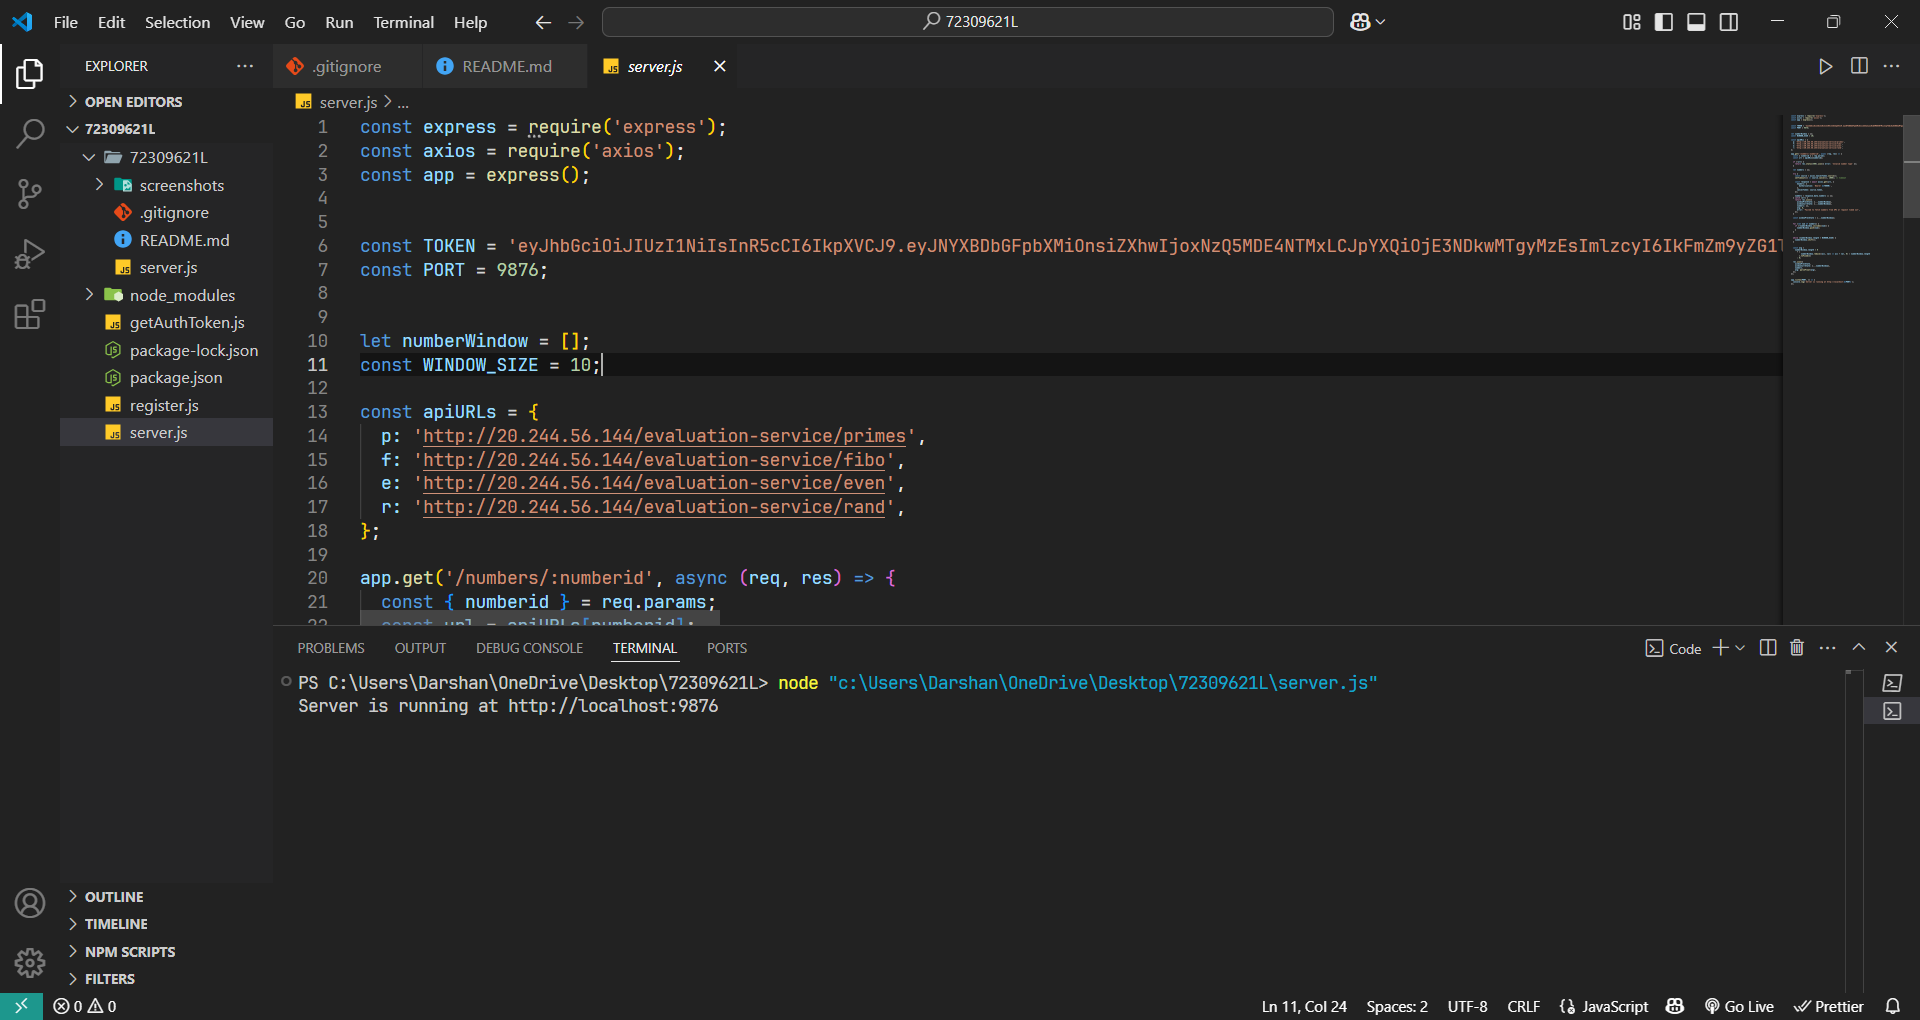 File Edit Selection View Go Run Terminal Help
72309621L
EXPLORER
.gitignore
README.md
server.js
OPEN EDITORS
72309621L
72309621L
screenshots
.gitignore
README.md
server.js
node_modules
getAuthToken.js
package-lock.json
package.json
register.js
server.js
OUTLINE
TIMELINE
NPM SCRIPTS
FILTERS
server.js > ...
1 const express = require('express');
2 const axios = require('axios');
3 const app = express();
4
5
6 const TOKEN = 'eyJhbGciOiJIUzI1NiIsInR5cCI6IkpXVCJ9.eyJNYXBDbGFpbXMiOnsiZXhwIjoxNzQ5MDE4NTMxLCJpYXQiOjE3NDkwMTgyMzEsImlzcyI6IkFmZm9yZG1l
7 const PORT = 9876;
8
9
10 let numberWindow = [];
11 const WINDOW_SIZE = 10;
12
13 const apiURLs = {
14 p: 'http://20.244.56.144/evaluation-service/primes',
15 f: 'http://20.244.56.144/evaluation-service/fibo',
16 e: 'http://20.244.56.144/evaluation-service/even',
17 r: 'http://20.244.56.144/evaluation-service/rand',
18 };
19
20 app.get('/numbers/:numberid', async (req, res) => {
21 const { numberid } = req.params;
22 const url = apiURLs[numberid];
PROBLEMS OUTPUT DEBUG CONSOLE TERMINAL PORTS
Code
PS C:\Users\Darshan\OneDrive\Desktop\72309621L> node "c:\Users\Darshan\OneDrive\Desktop\72309621L\server.js"
Server is running at http://localhost:9876
0 0
Ln 11, Col 24 Spaces: 2 UTF-8 CRLF JavaScript Go Live Prettier